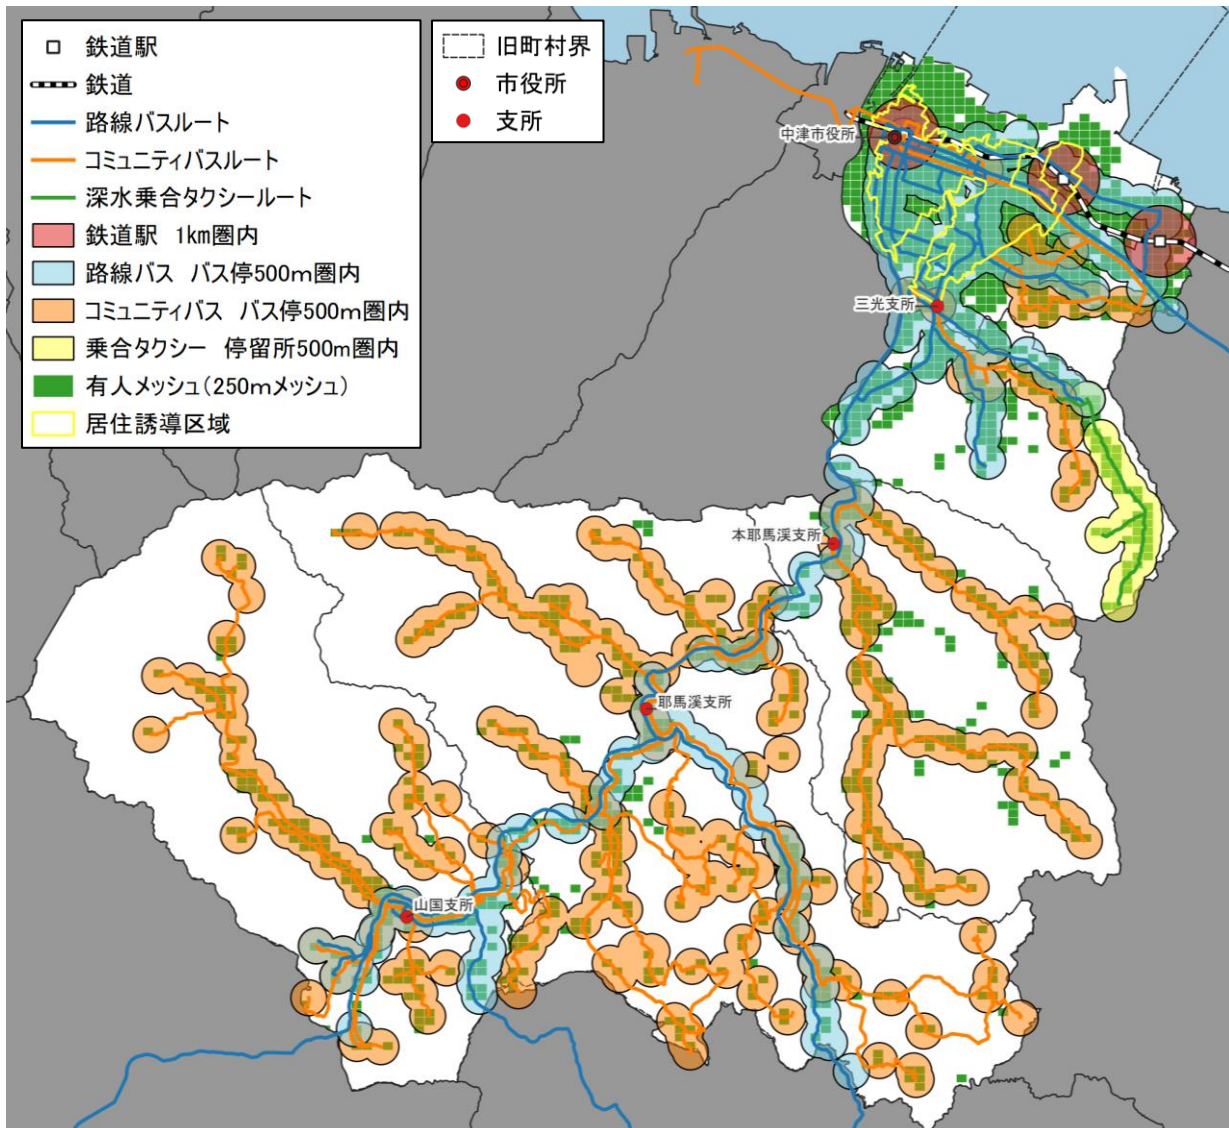 鉄道駅
鉄道
路線バスルート
コミュニティバスルート
深水乗合タクシールート
鉄道駅 1km圏内
路線バス バス停500m圏内
コミュニティバス バス停500m圏内
乗合タクシー 停留所500m圏内
有人メッシュ(250mメッシュ)
居住誘導区域
旧町村界
市役所
支所
中津市役所
三光支所
本耶馬渓支所
耶馬渓支所
山国支所